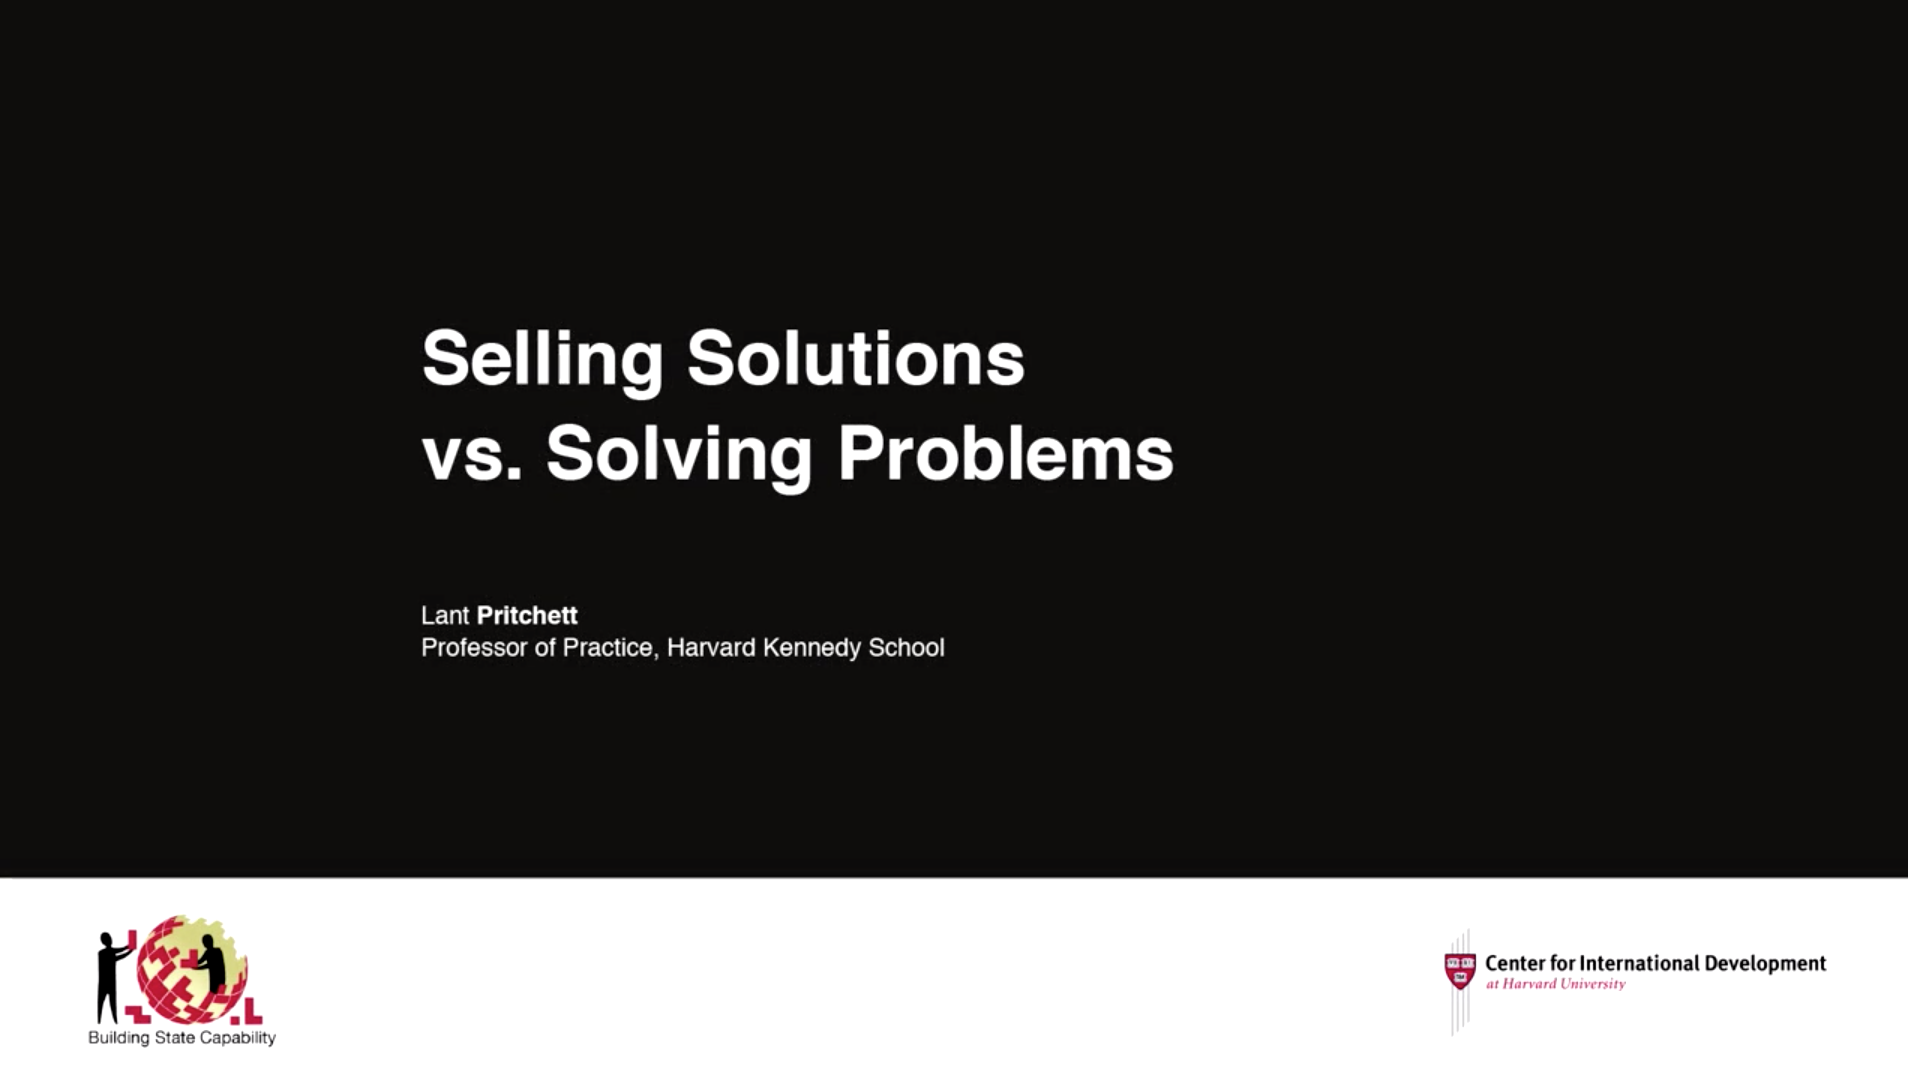 Selling Solutions
vs. Solving Problems
Lant Pritchett
Professor of Practice, Harvard Kennedy School
Building State Capability
Center for International Development
at Harvard University